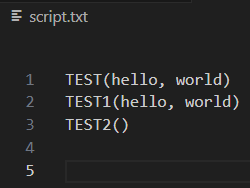 script.txt
1 TEST(hello, world)
2 TEST1(hello, world)
3 TEST2()
4
5